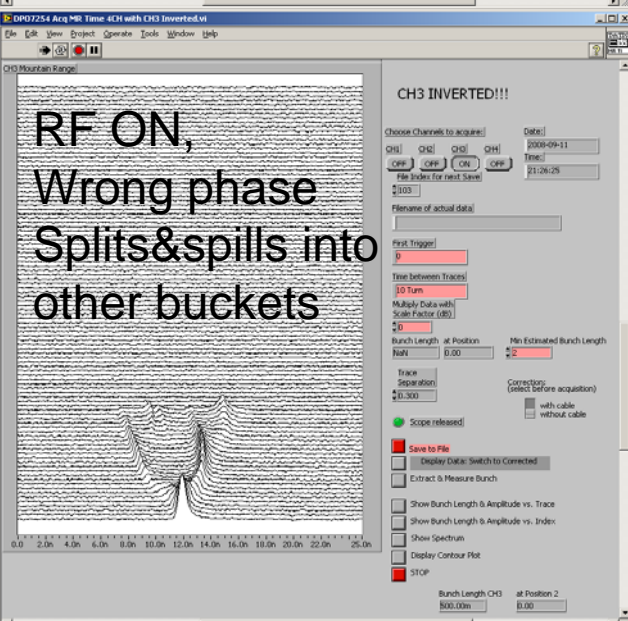 DPO7254 Acq MR Time 4CH with CH3 Inverted.vi
File Edit View Project Operate Tools Window Help
CH3 Mountain Range
RF ON,
Wrong phase
Splits&spills into
other buckets
0.0 2.0n 4.0n 6.0n 8.0n 10.0n 12.0n 14.0n 16.0n 18.0n 20.0n 22.0n 25.0n
CH3 INVERTED!!!
Choose Channels to acquire:
CH1 CH2 CH3 CH4
OFF OFF ON OFF
Date:
2008-09-11
Time:
21:26:25
File Index for next Save
103
Filename of actual data
First Trigger
0
Time between Traces
10 Turn
Multiply Data with
Scale Factor (dB)
0
Bunch Length at Position
NaN 0.00
Min Estimated Bunch Length
2
Trace
Separation
0.300
Correction:
(select before acquisition)
with cable
without cable
Scope released
Save to File
Display Data: Switch to Corrected
Extract & Measure Bunch
Show Bunch Length & Amplitude vs. Trace
Show Bunch Length & Amplitude vs. Index
Show Spectrum
Display Contour Plot
STOP
Bunch Length CH3 at Position 2
500.00m 0.00